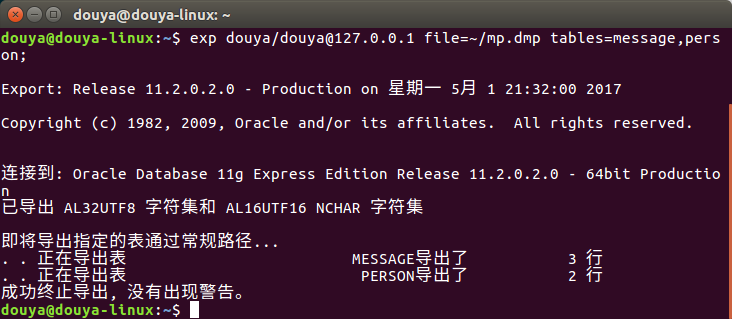 douya@douya-linux: ~
douya@douya-linux:~$ exp douya/douya@127.0.0.1 file=~/mp.dmp tables=message,pers
on;
Export: Release 11.2.0.2.0 - Production on 星期一 5月 1 21:32:00 2017
Copyright (c) 1982, 2009, Oracle and/or its affiliates.  All rights reserved.
连接到: Oracle Database 11g Express Edition Release 11.2.0.2.0 - 64bit Productio
n
已导出 AL32UTF8 字符集和 AL16UTF16 NCHAR 字符集
即将导出指定的表通过常规路径...
. . 正在导出表                         MESSAGE导出了           3 行
. . 正在导出表                          PERSON导出了           2 行
成功终止导出, 没有出现警告。
douya@douya-linux:~$